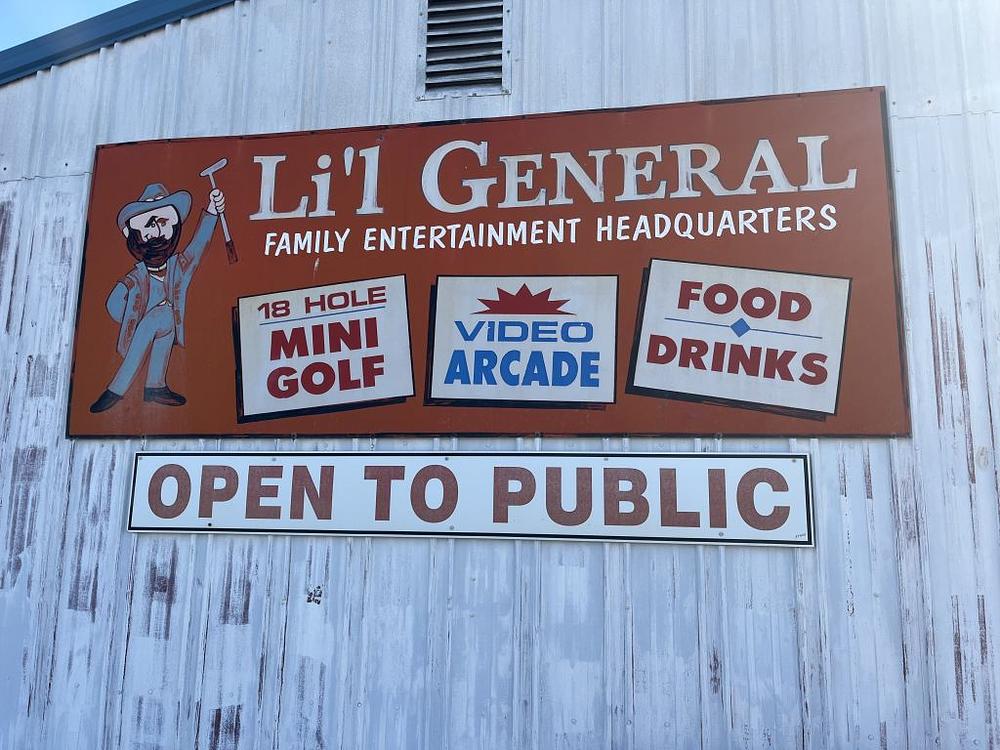 Li'l GENERAL
FAMILY ENTERTAINMENT HEADQUARTERS
18 HOLE
MINI
GOLF
VIDEO
ARCADE
FOOD
DRINKS
OPEN TO PUBLIC